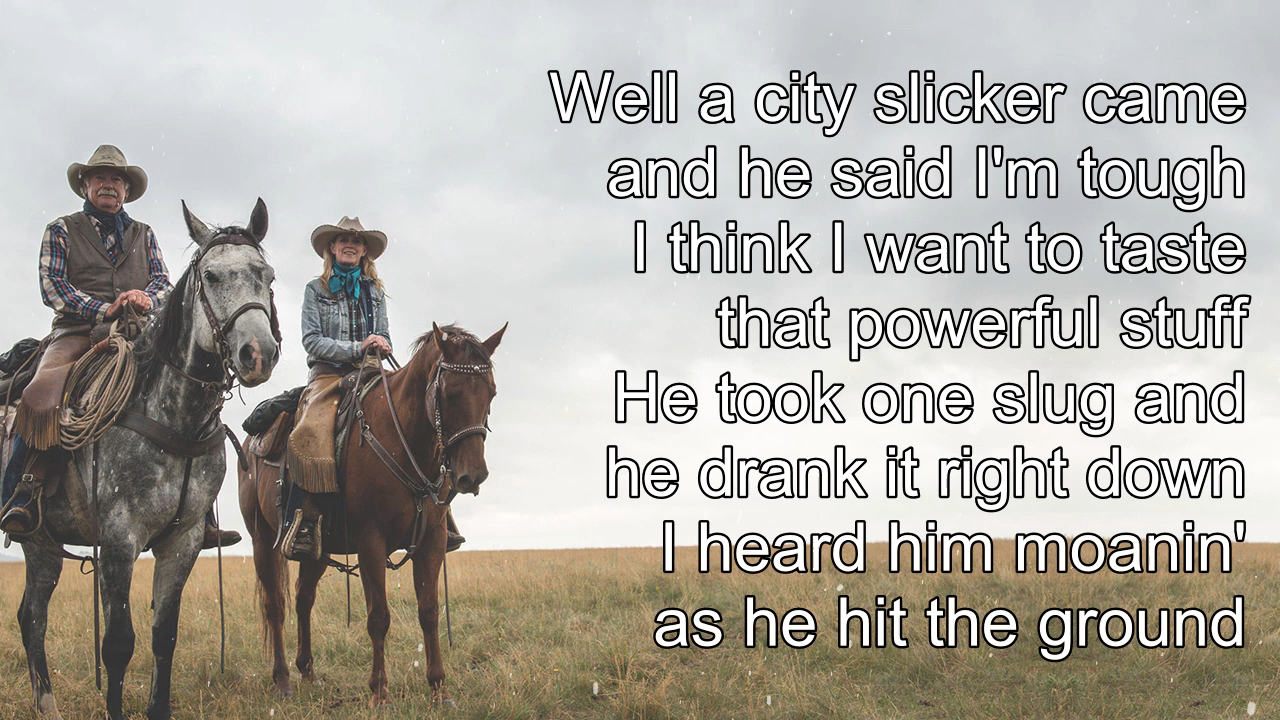 Well a city slicker came
and he said I'm tough
I think I want to taste
that powerful stuff
He took one slug and
he drank it right down
I heard him moanin'
as he hit the ground